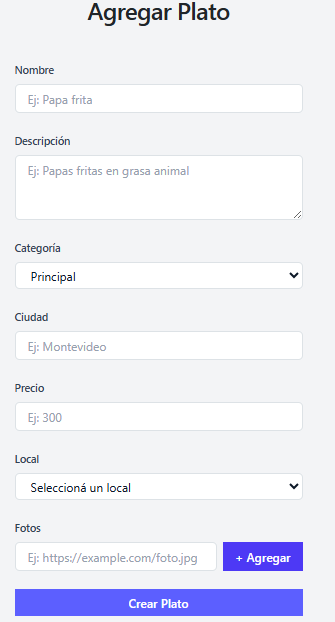 Agregar Plato
Nombre
Ej: Papa frita
Descripción
Ej: Papas fritas en grasa animal
Categoría
Principal
Ciudad
Ej: Montevideo
Precio
Ej: 300
Local
Seleccioná un local
Fotos
Ej: https://example.com/foto.jpg
+ Agregar
Crear Plato